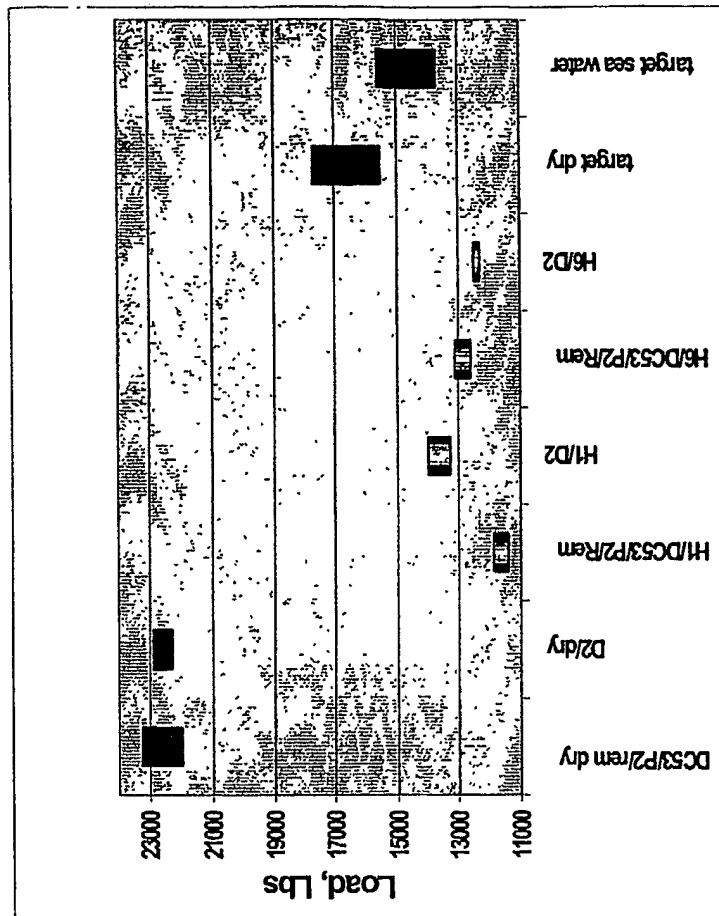 Load, Lbs
23000
21000
19000
17000
15000
13000
11000
DC53/P2/rem dry
D2/dry
H1/DC53/P2/Rem
H1/D2
H6/DC53/P2/Rem
H6/D2
target dry
target sea water